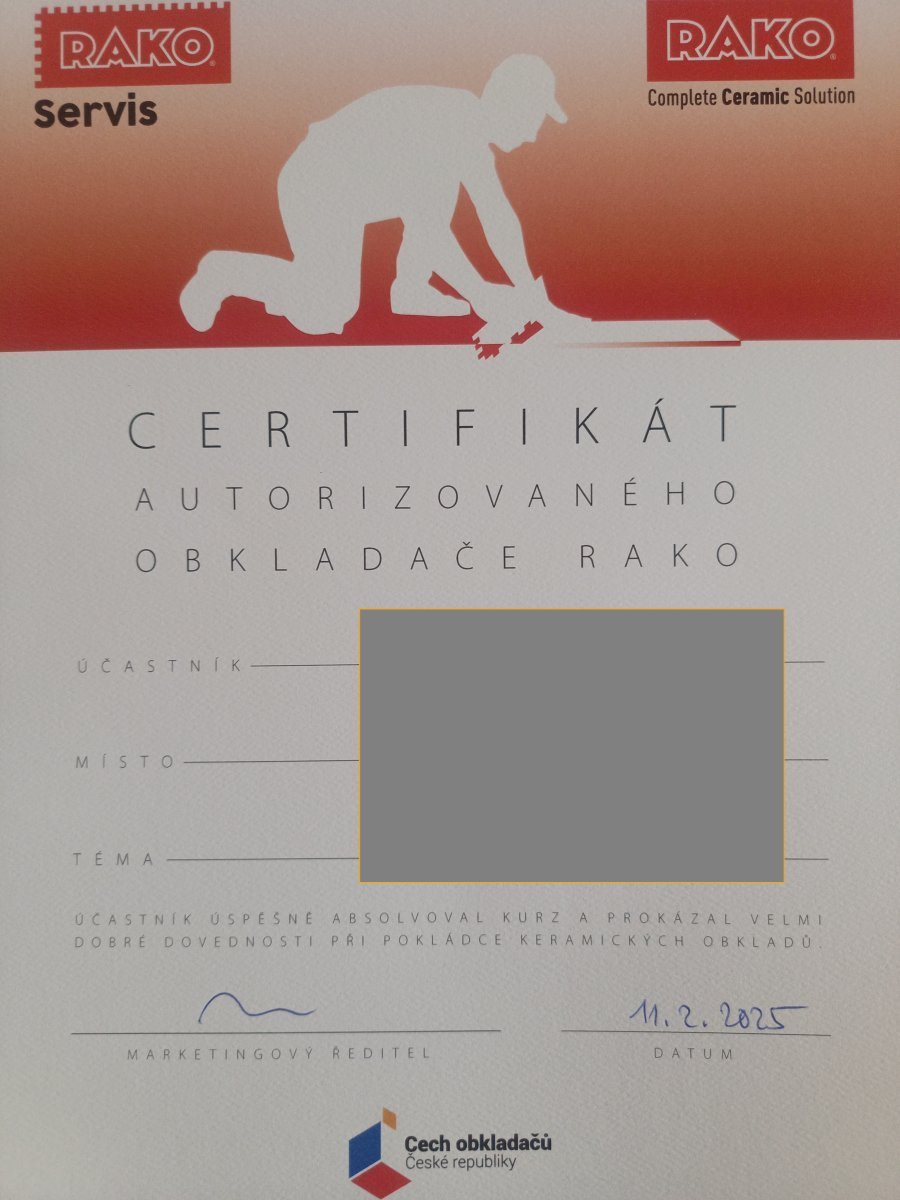 RAKO
Servis
RAKO
Complete Ceramic Solution
CERTIFIKÁT
AUTORIZOVANÉHO
OBKLADAČE RAKO
ÚČASTNÍK
MÍSTO
TÉMA
ÚČASTNÍK ÚSPĚŠNĚ ABSOLVOVAL KURZ A PROKÁZAL VELMI
DOBRÉ DOVEDNOSTI PŘI POKLÁDCE KERAMICKÝCH OBKLADŮ.
11.2.2025
MARKETINGOVÝ ŘEDITEL
DATUM
Cech obkladačů
České republiky